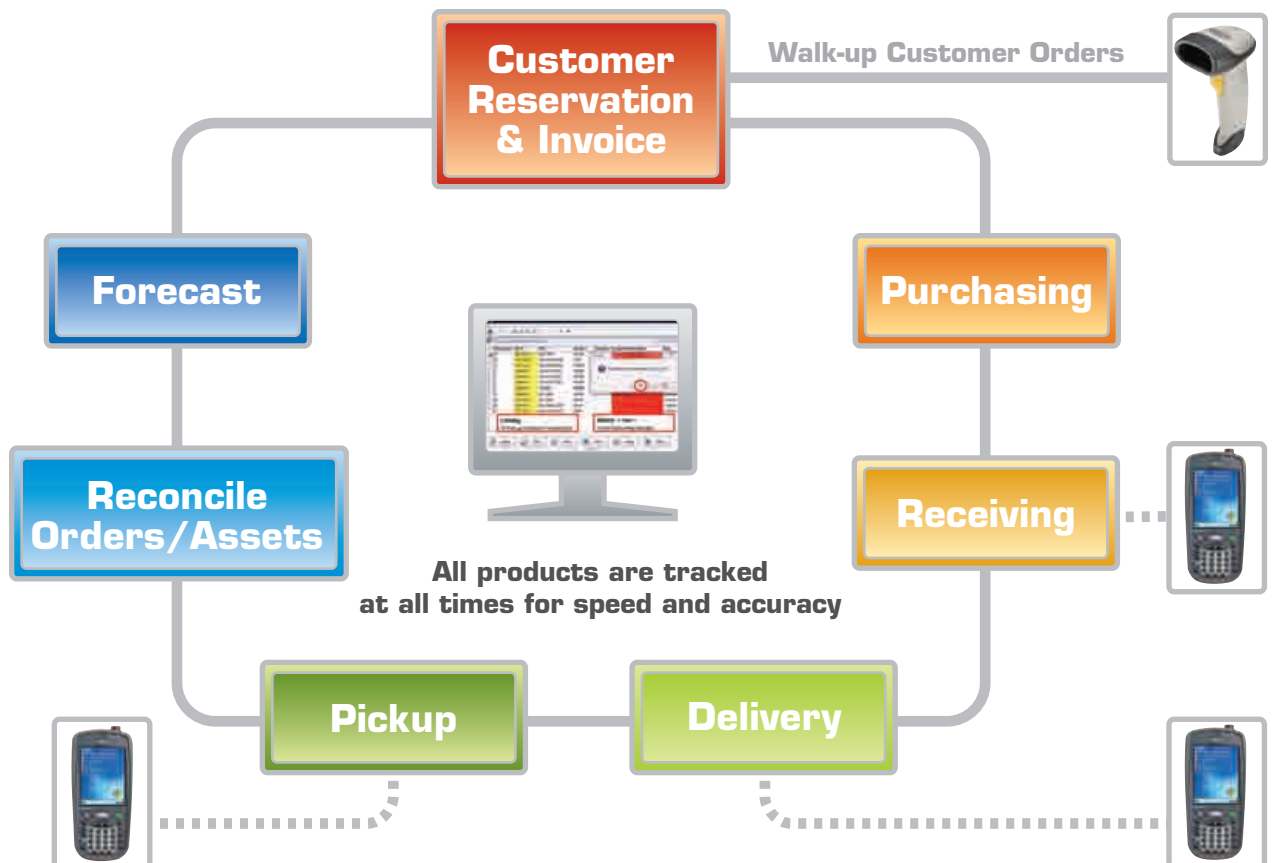 Customer
Reservation
& Invoice
Walk-up Customer Orders
Forecast
Purchasing
Reconcile
Orders/Assets
Receiving
All products are tracked
at all times for speed and accuracy
Pickup
Delivery